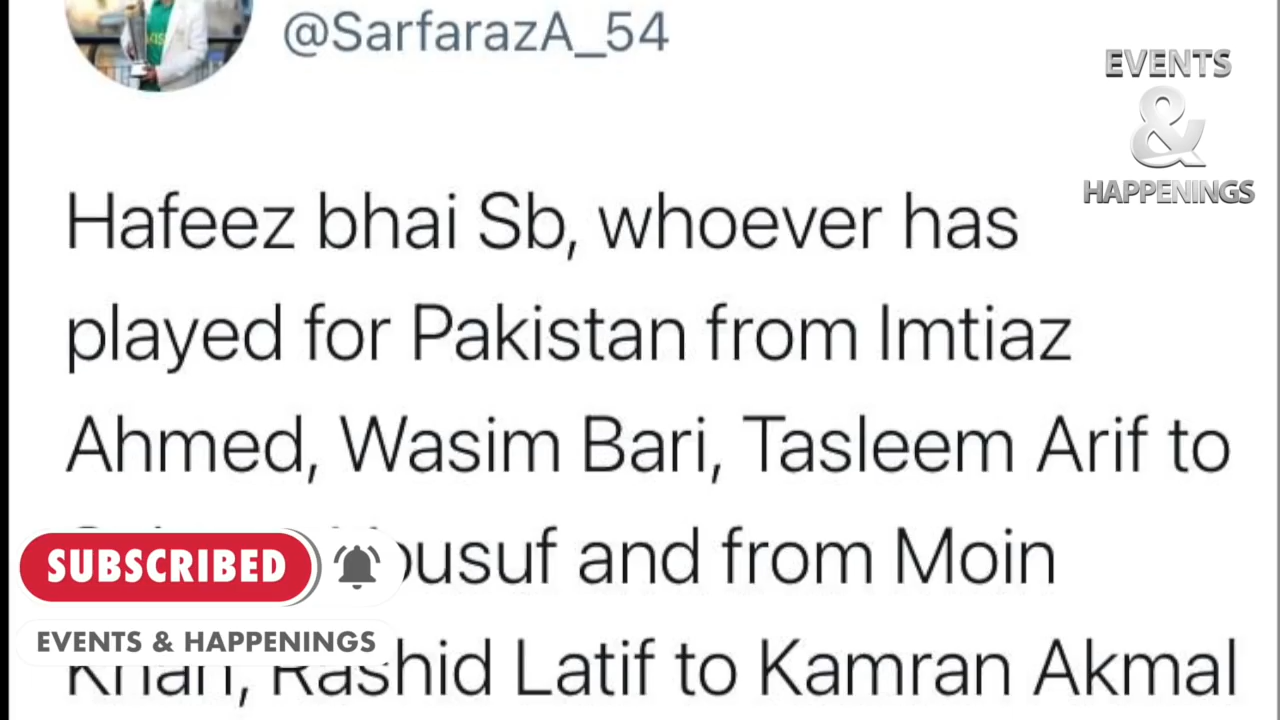 @SarfarazA_54
EVENTS
&
HAPPENINGS
Hafeez bhai Sb, whoever has
played for Pakistan from Imtiaz
Ahmed, Wasim Bari, Tasleem Arif to
and from Moin
Khan, Rashid Latif to Kamran Akmal
SUBSCRIBED
EVENTS & HAPPENINGS